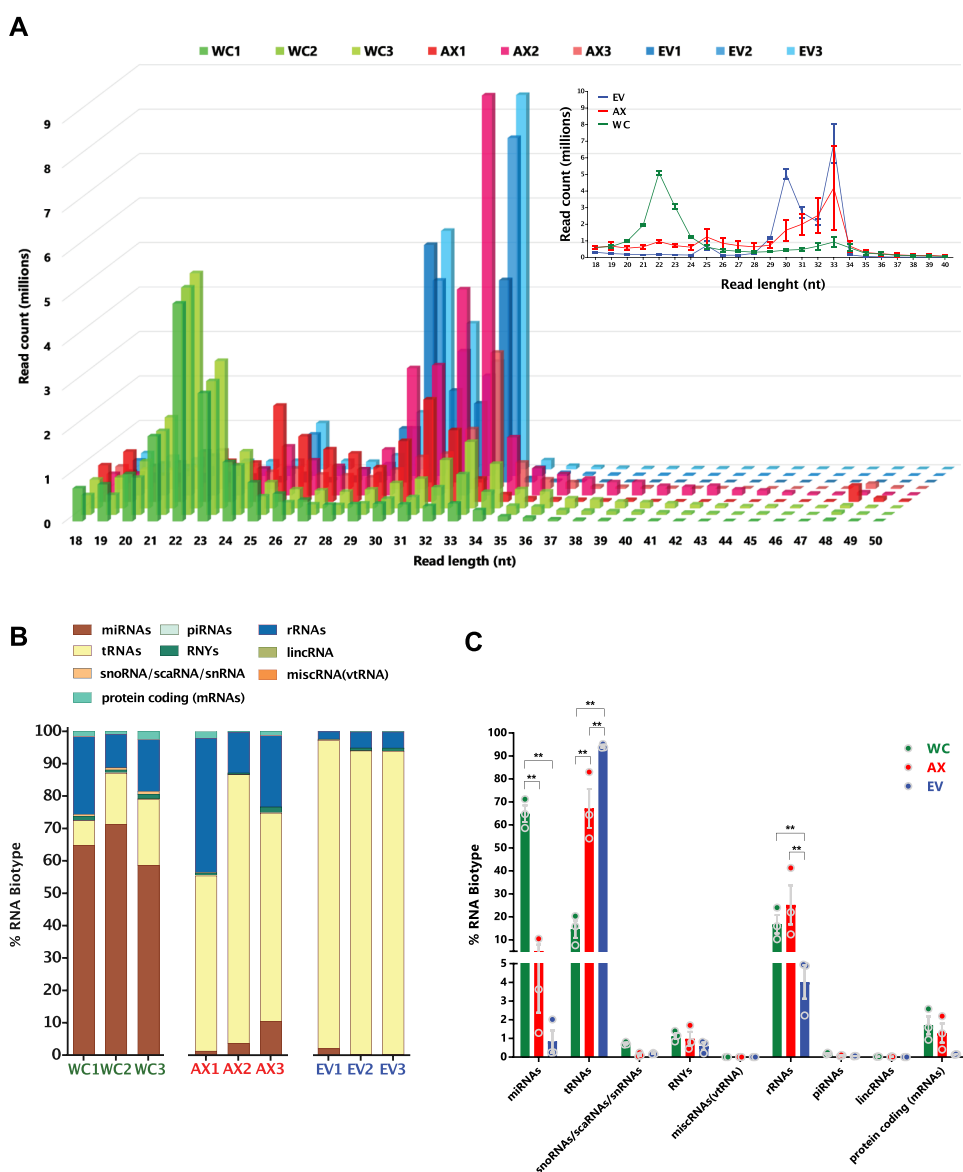 A
WC1 WC2 WC3 AX1 AX2 AX3 EV1 EV2 EV3
Read count (millions)
9
8
7
6
5
4
3
2
1
0
18 19 20 21 22 23 24 25 26 27 28 29 30 31 32 33 34 35 36 37 38 39 40 41 42 43 44 45 46 47 48 49 50
Read length (nt)
EV
AX
WC
Read count (millions)
10
9
8
7
6
5
4
3
2
1
0
18 19 20 21 22 23 24 25 26 27 28 29 30 31 32 33 34 35 36 37 38 39 40
Read lenght (nt)
B
miRNAs piRNAs rRNAs
tRNAs RNYs lincRNA
snoRNA/scaRNA/snRNA miscRNA(vtRNA)
protein coding (mRNAs)
% RNA Biotype
100
90
80
70
60
50
40
30
20
10
0
WC1 WC2 WC3 AX1 AX2 AX3 EV1 EV2 EV3
C
WC
AX
EV
% RNA Biotype
100
90
80
70
60
50
40
30
20
10
5
4
3
2
1
0
**
**
**
**
**
**
**
miRNAs
tRNAs
snoRNAs/scaRNAs/snRNAs
RNYs
miscRNAs(vtRNA)
rRNAs
piRNAs
lincRNAs
protein coding (mRNAs)